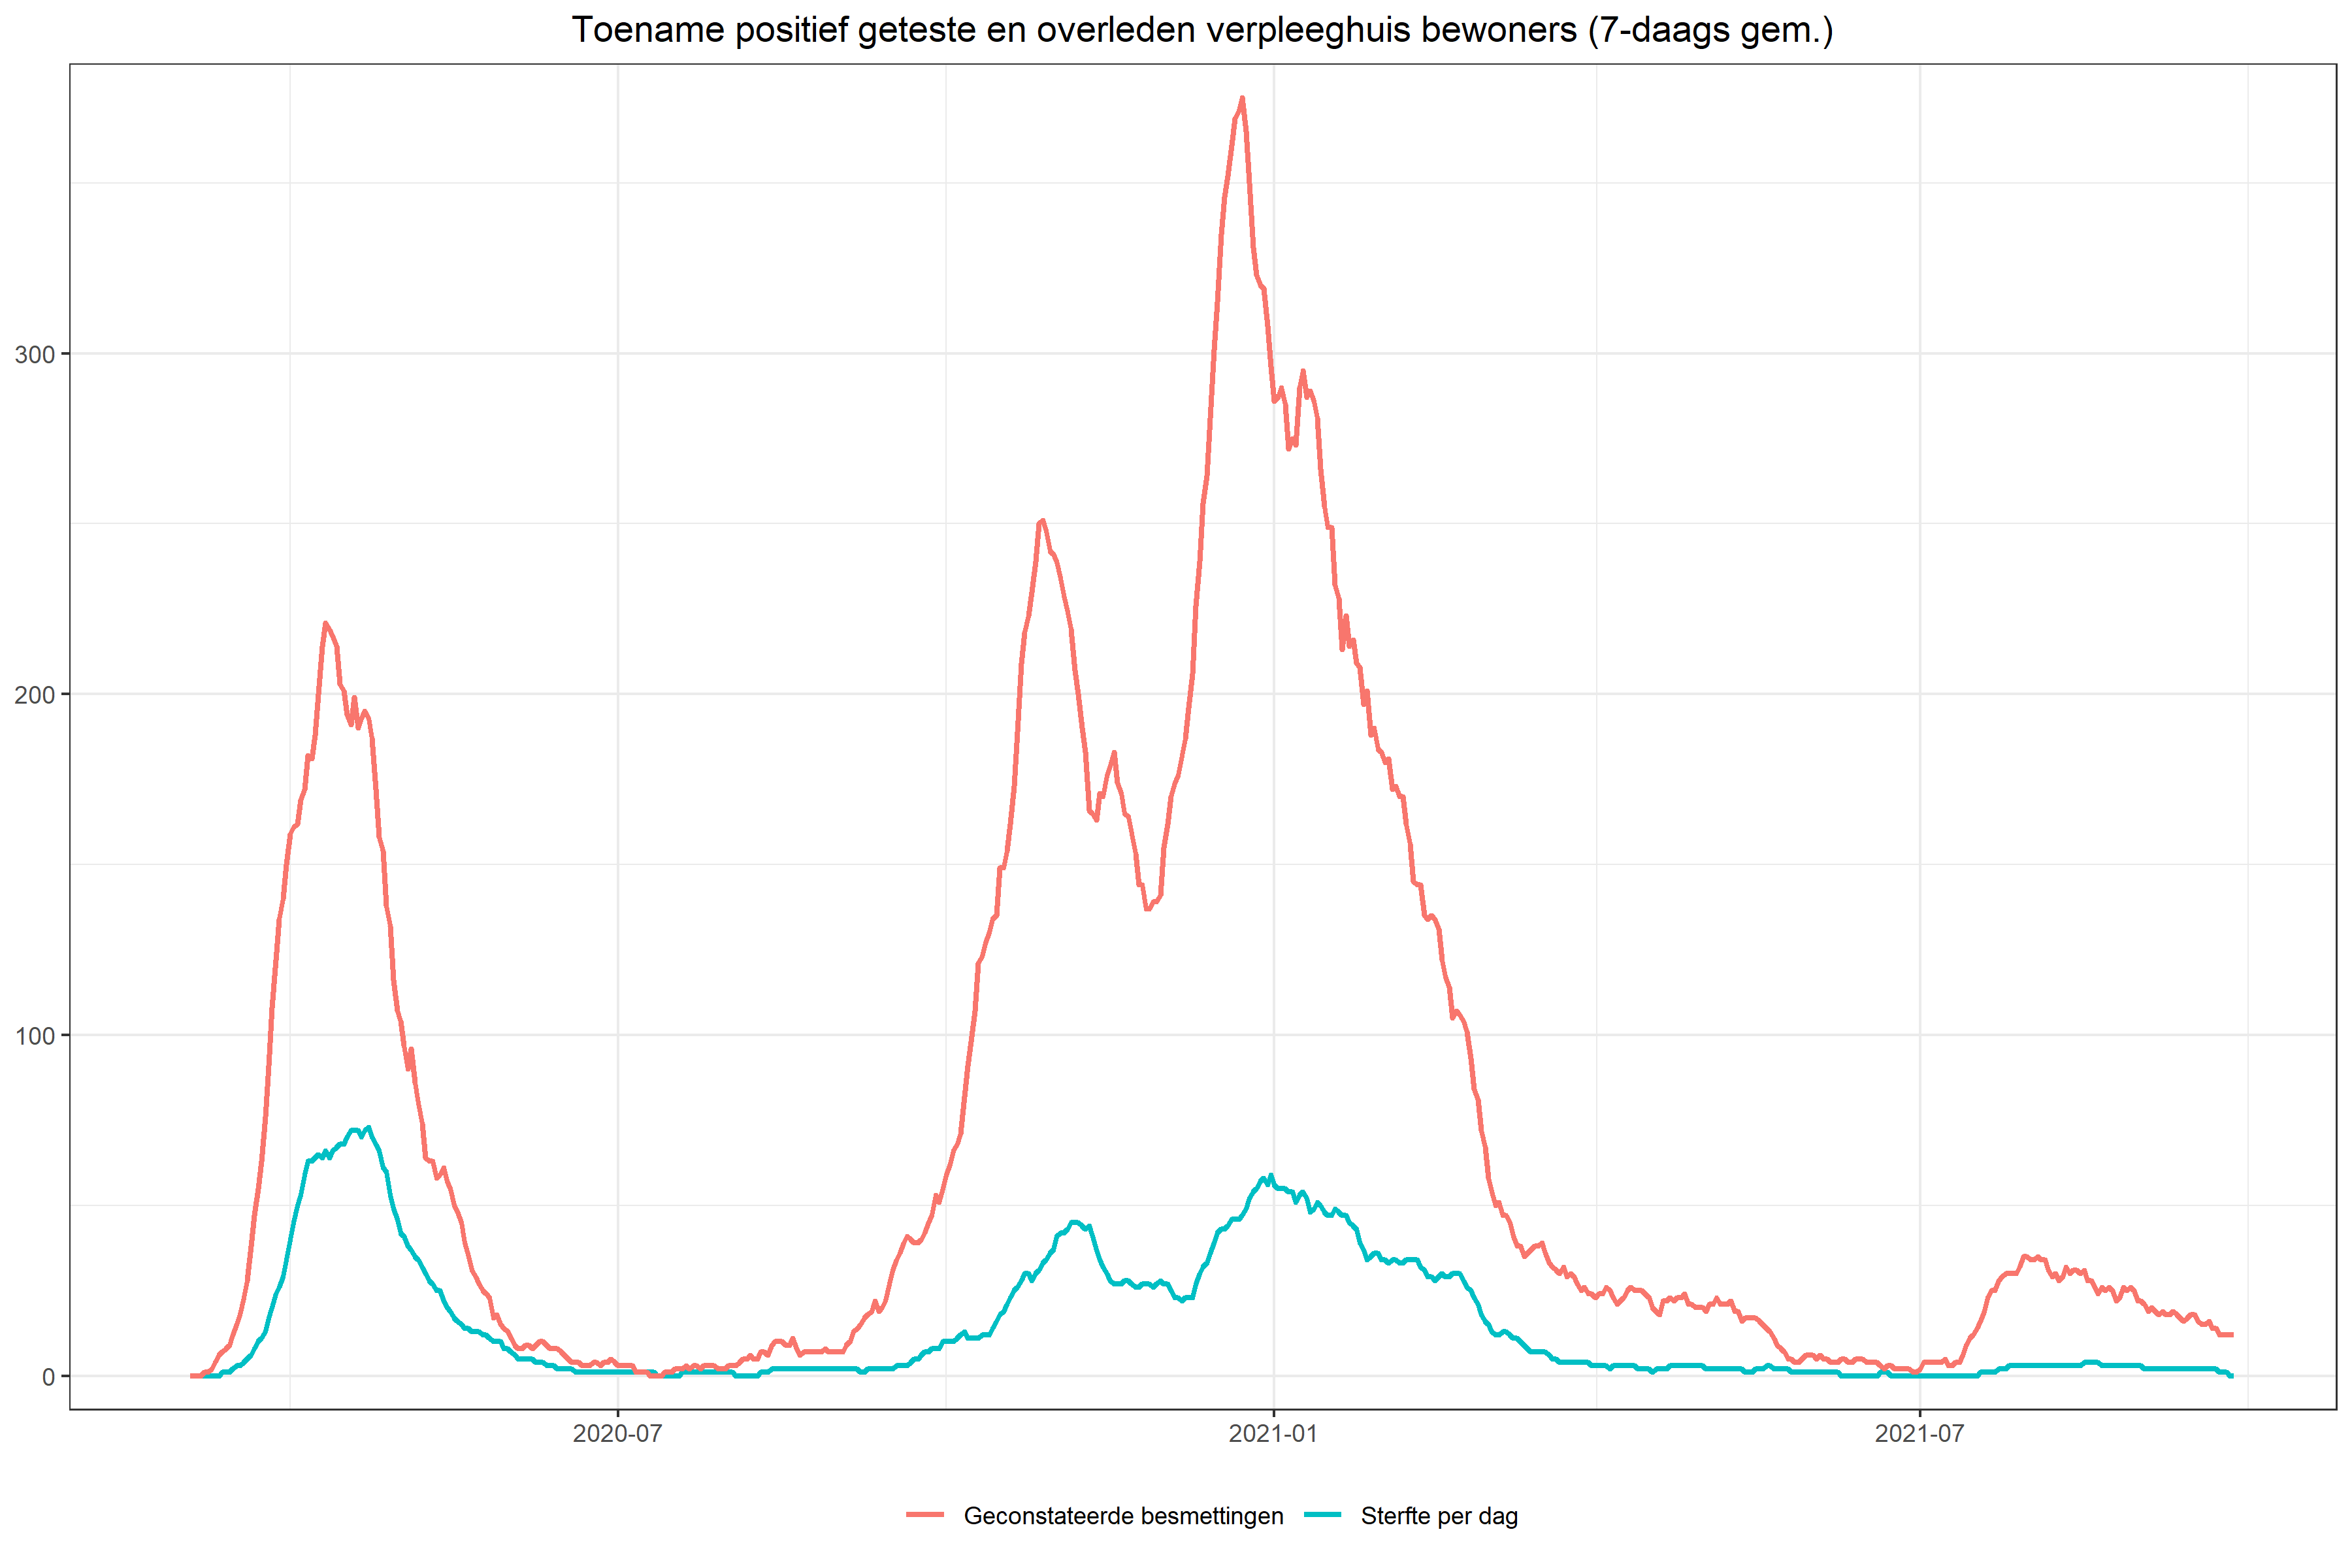 Toename positief geteste en overleden verpleeghuis bewoners (7-daags gem.)
300
200
100
0
2020-07 2021-01 2021-07
Geconstateerde besmettingen Sterfte per dag